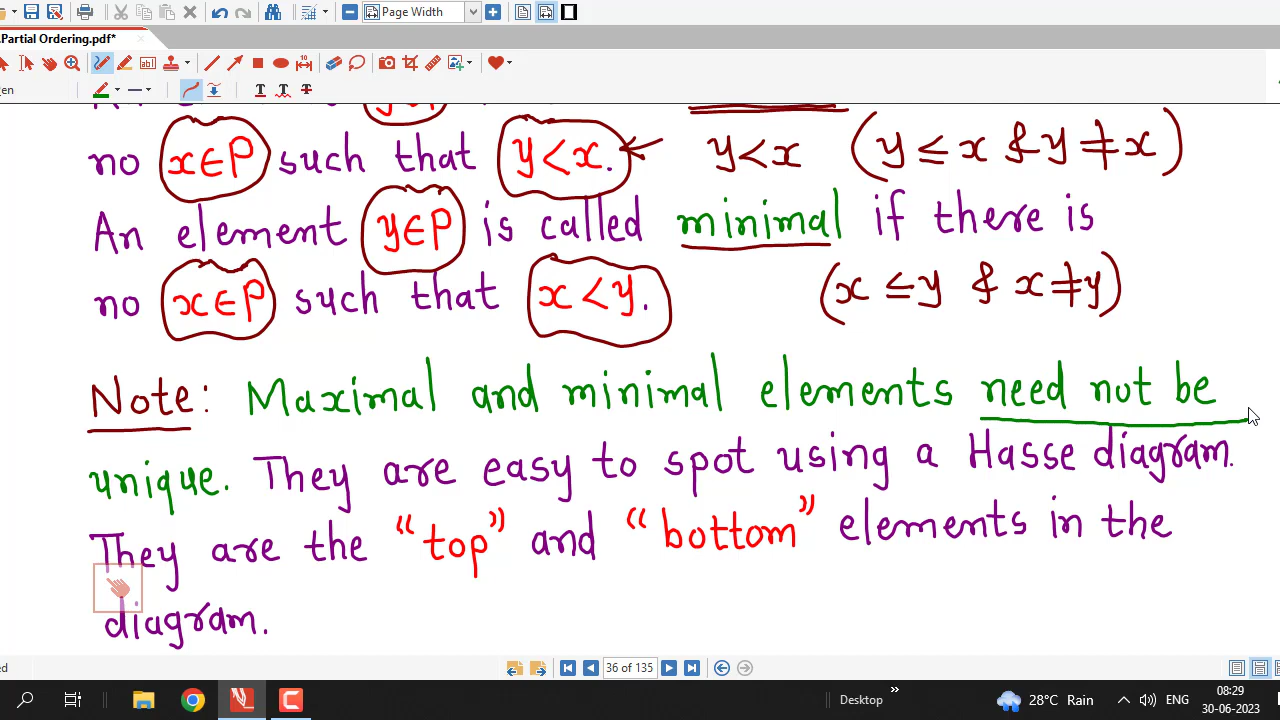 Page Width
Partial Ordering.pdf*
no x∈P such that y<x. y<x (y≤x & y≠x)
An element y∈P is called minimal if there is
no x∈P such that x<y. (x≤y & x≠y)
Note: Maximal and minimal elements need not be
unique. They are easy to spot using a Hasse diagram.
They are the "top" and "bottom" elements in the
diagram.
36 of 135
Desktop
28°C Rain
ENG
08:29
30-06-2023